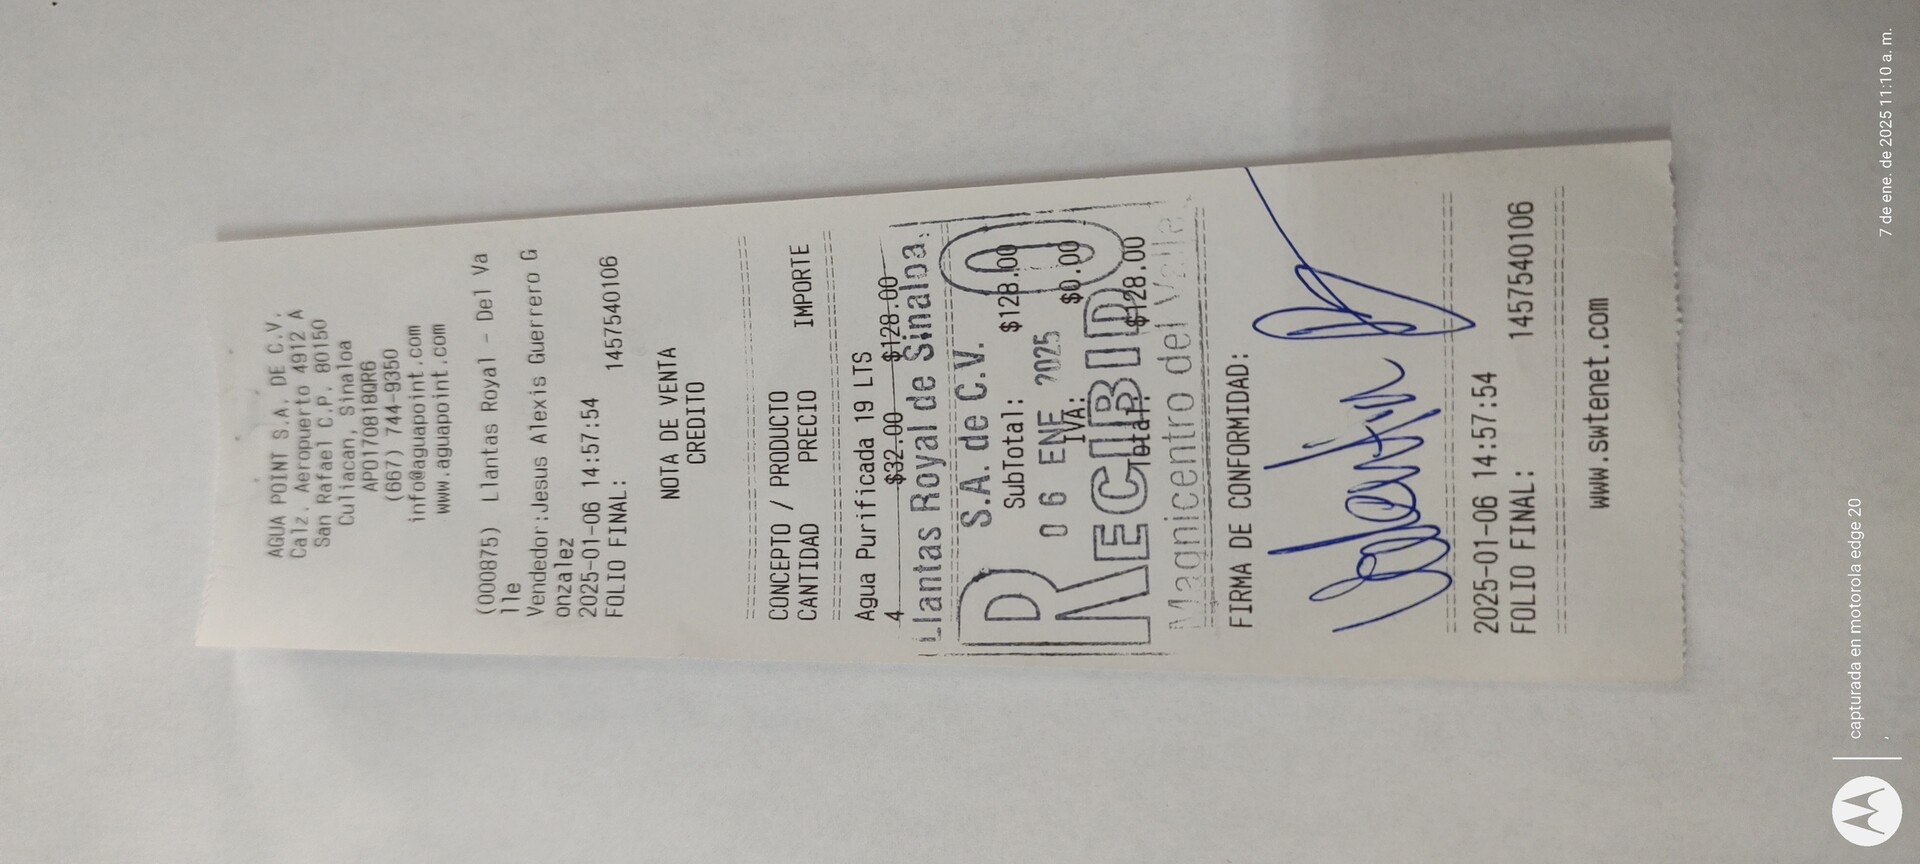 AGUA POINT S.A. DE C.V.
Calz. Aeropuerto 4912 A
San Rafael C.P. 80150
Culiacan, Sinaloa
APO170818QR6
(667) 744-9350
info@aguapoint.com
www.aguapoint.com
(000875) Llantas Royal - Del Va
lle
Vendedor:Jesus Alexis Guerrero G
onzalez
2025-01-06 14:57:54
FOLIO FINAL: 1457540106
NOTA DE VENTA
CREDITO
CONCEPTO / PRODUCTO
CANTIDAD PRECIO IMPORTE
Agua Purificada 19 LTS
4 $32.00 $128.00
Llantas Royal de Sinaloa,
S.A. de C.V.
SubTotal: $128.00
06 ENE 2025
IVA: $0.00
RECIBIDO
Total: $128.00
Magnicentro del Valle
FIRMA DE CONFORMIDAD:
2025-01-06 14:57:54
FOLIO FINAL: 1457540106
www.swtenet.com
capturada en motorola edge 20
7 de ene. de 2025 11:10 a. m.